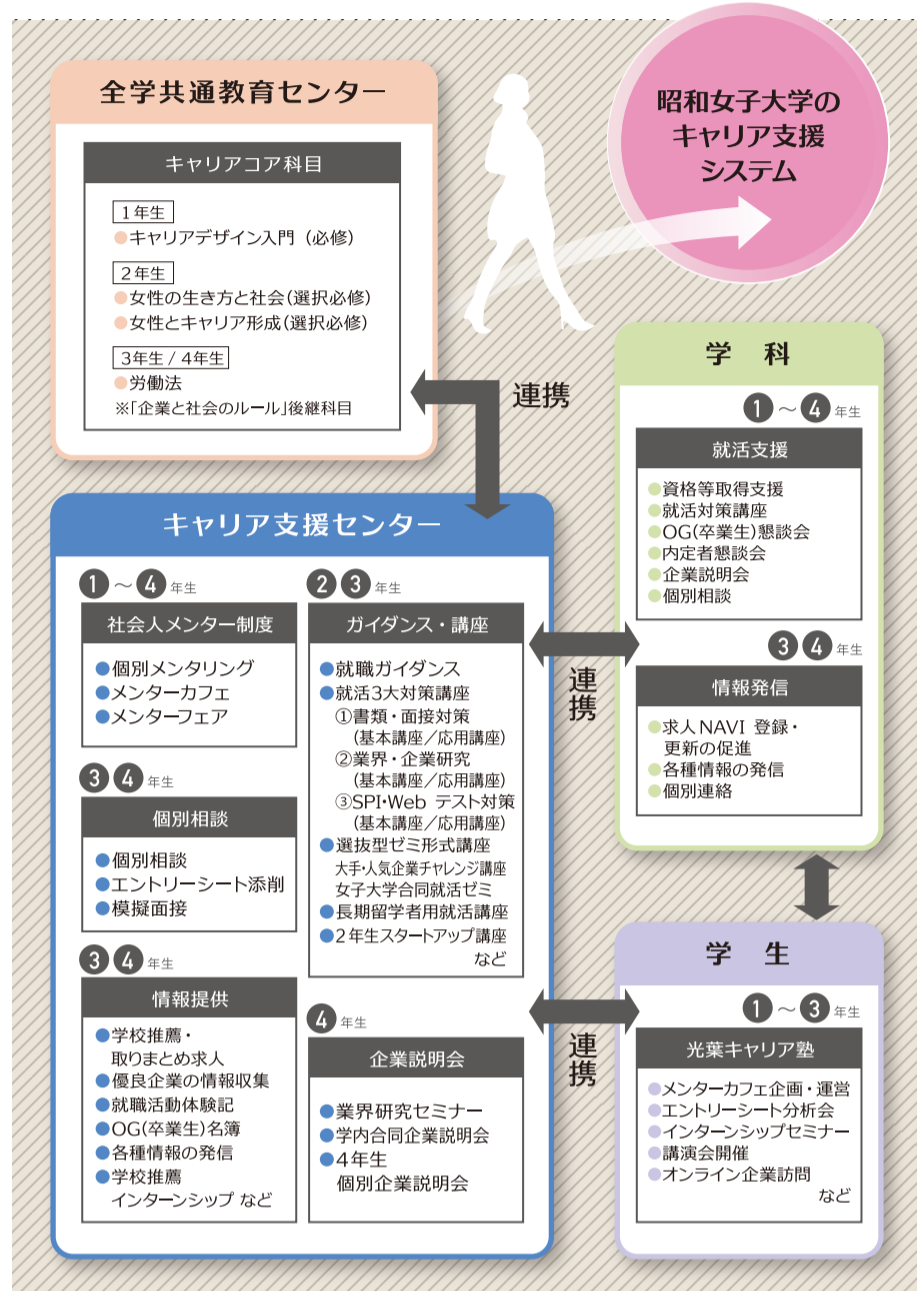 昭和女子大学の
キャリア支援
システム
全学共通教育センター
キャリアコア科目
1年生
●キャリアデザイン入門（必修）
2年生
●女性の生き方と社会(選択必修)
●女性とキャリア形成(選択必修)
3年生 / 4年生
●労働法
※「企業と社会のルール」後継科目
連携
キャリア支援センター
1～4年生
社会人メンター制度
●個別メンタリング
●メンターカフェ
●メンターフェア
3 4 年生
個別相談
●個別相談
●エントリーシート添削
●模擬面接
3 4 年生
情報提供
●学校推薦・
取りまとめ求人
●優良企業の情報収集
●就職活動体験記
●OG(卒業生)名簿
●各種情報の発信
●学校推薦
インターンシップ など
2 3 年生
ガイダンス・講座
●就職ガイダンス
●就活3大対策講座
①書類・面接対策
(基本講座／応用講座)
②業界・企業研究
(基本講座／応用講座)
③SPI・Web テスト対策
(基本講座／応用講座)
●選抜型ゼミ形式講座
大手・人気企業チャレンジ講座
女子大学合同就活ゼミ
●長期留学者用就活講座
●2年生スタートアップ講座
など
4 年生
企業説明会
●業界研究セミナー
●学内合同企業説明会
●4年生
個別企業説明会
連携
連携
学 科
1～4年生
就活支援
●資格等取得支援
●就活対策講座
●OG(卒業生)懇談会
●内定者懇談会
●企業説明会
●個別相談
3 4 年生
情報発信
●求人NAVI 登録・
更新の促進
●各種情報の発信
●個別連絡
学 生
1～3年生
光葉キャリア塾
●メンターカフェ企画・運営
●エントリーシート分析会
●インターンシップセミナー
●講演会開催
●オンライン企業訪問
など